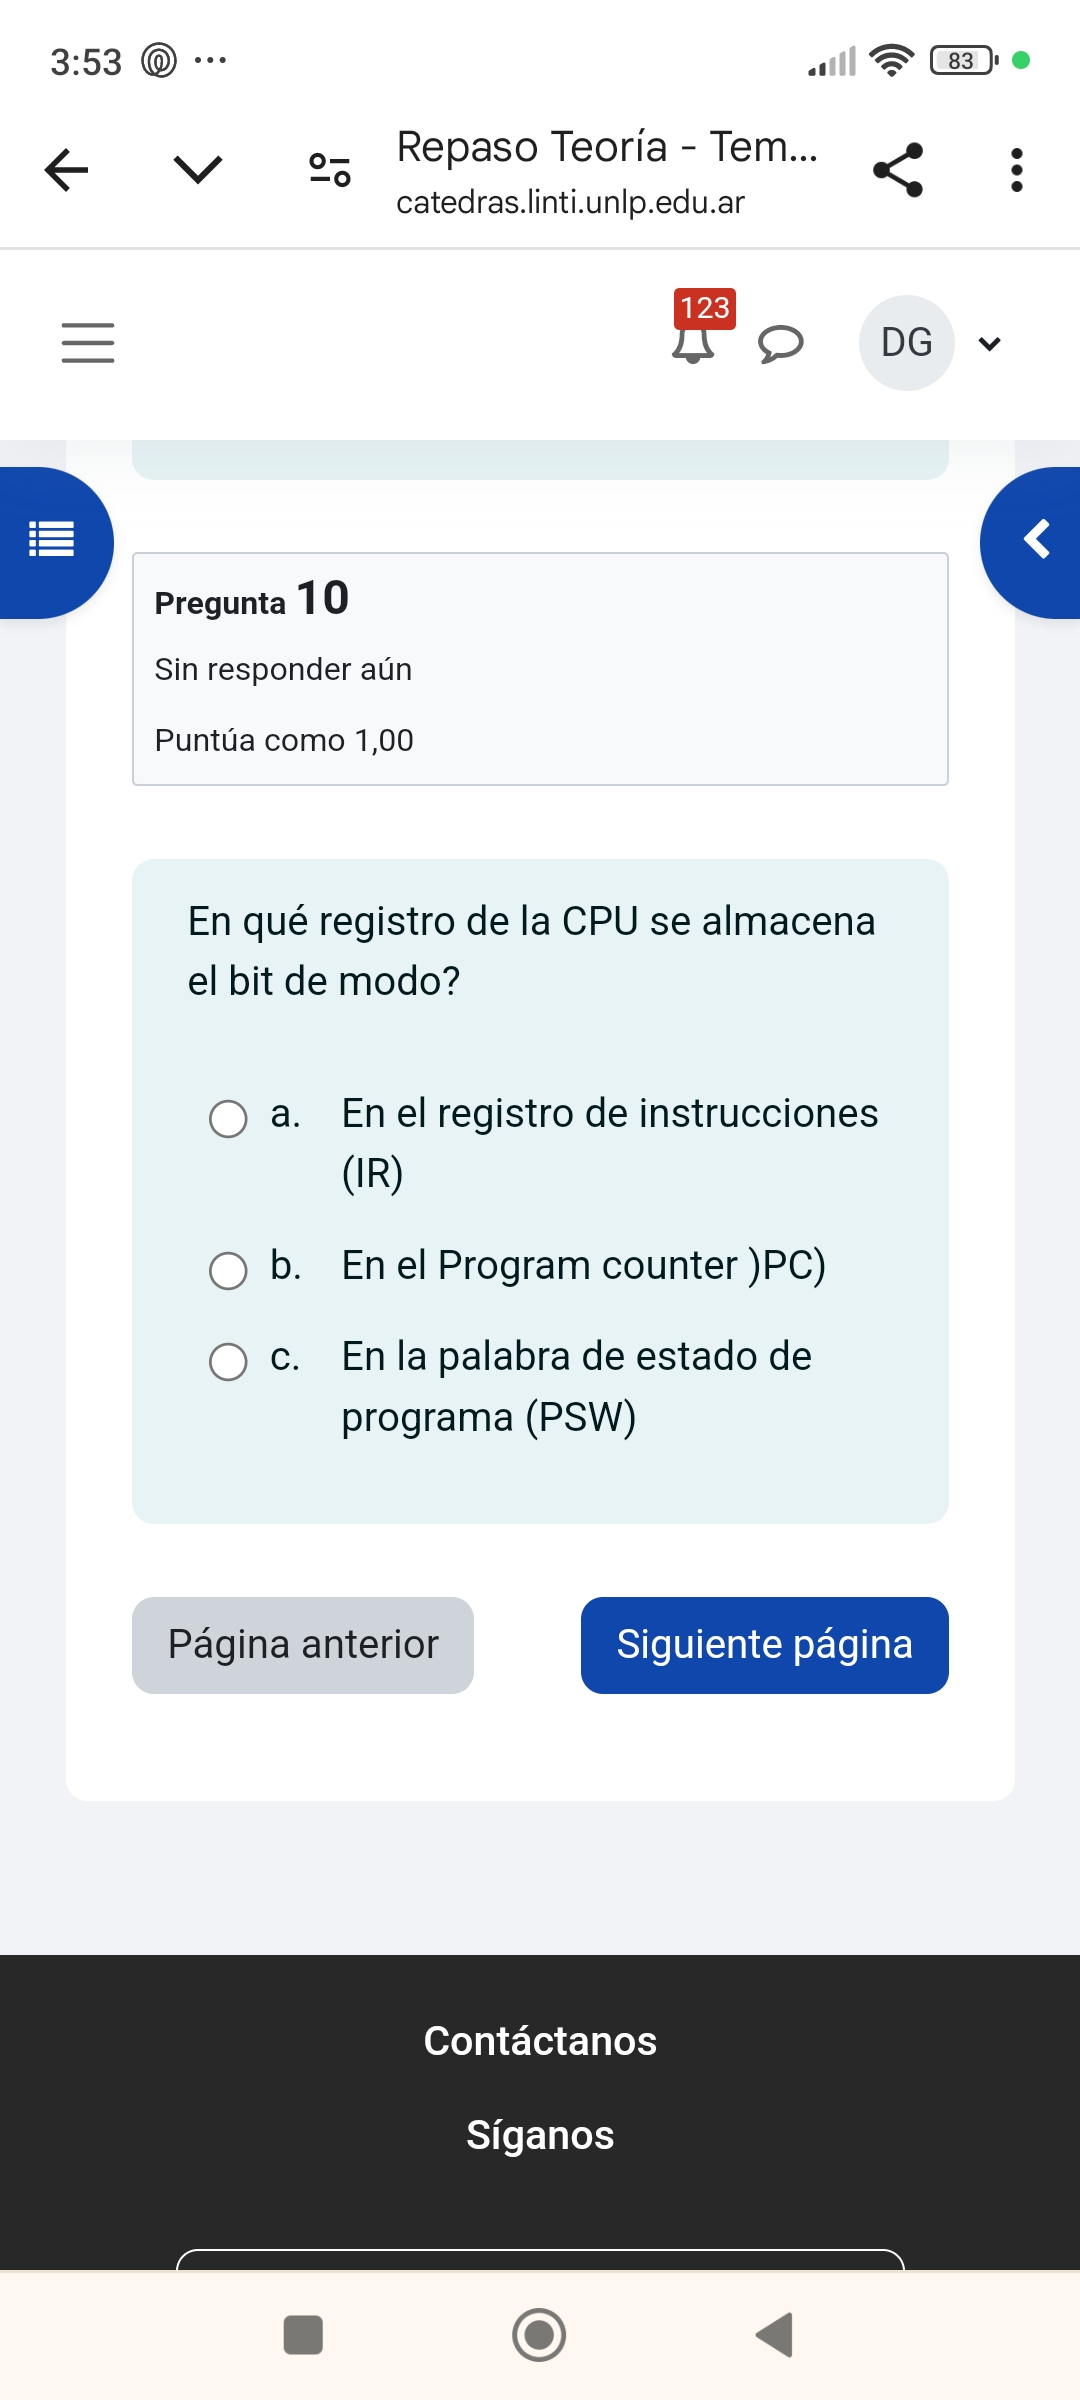 3:53
83
Repaso Teoría - Tem...
catedras.linti.unlp.edu.ar
123
DG
Pregunta 10
Sin responder aún
Puntúa como 1,00
En qué registro de la CPU se almacena
el bit de modo?
a. En el registro de instrucciones
(IR)
b. En el Program counter )PC)
c. En la palabra de estado de
programa (PSW)
Página anterior
Siguiente página
Contáctanos
Síganos